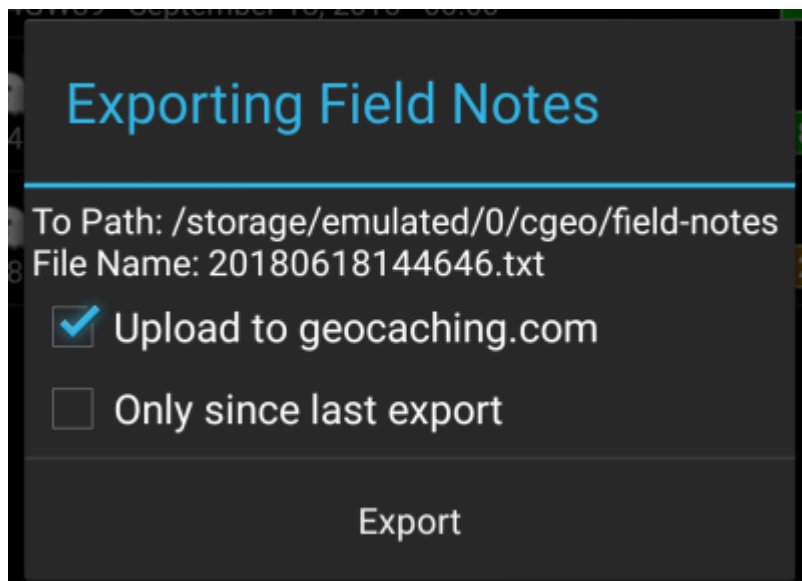 Exporting Field Notes
To Path: /storage/emulated/0/cgeo/field-notes
File Name: 20180618144646.txt
Upload to geocaching.com
Only since last export
Export